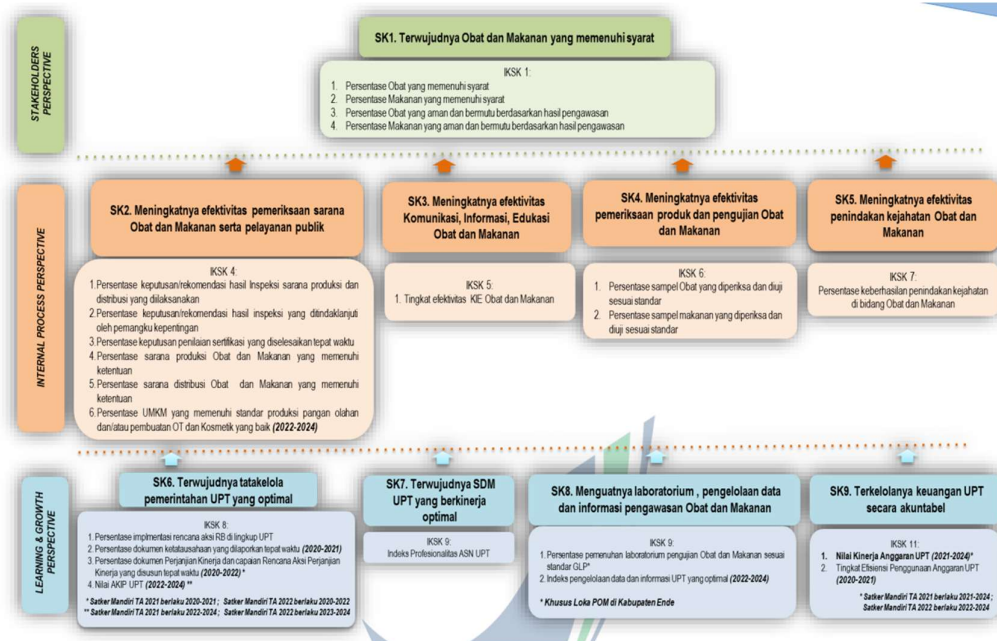 STAKEHOLDERS
PERSPECTIVE
SK1. Terwujudnya Obat dan Makanan yang memenuhi syarat
IKSK 1:
1. Persentase Obat yang memenuhi syarat
2. Persentase Makanan yang memenuhi syarat
3. Persentase Obat yang aman dan bermutu berdasarkan hasil pengawasan
4. Persentase Makanan yang aman dan bermutu berdasarkan hasil pengawasan
INTERNAL PROCESS PERSPECTIVE
SK2. Meningkatnya efektivitas pemeriksaan sarana
Obat dan Makanan serta pelayanan publik
IKSK 4:
1.Persentase keputusan/rekomendasi hasil Inspeksi sarana produksi dan
distribusi yang dilaksanakan
2.Persentase keputusan/rekomendasi hasil inspeksi yang ditindaklanjuti
oleh pemangku kepentingan
3.Persentase keputusan penilaian sertifikasi yang diselesaikan tepat waktu
4.Persentase sarana produksi Obat dan Makanan yang memenuhi
ketentuan
5.Persentase sarana distribusi Obat dan Makanan yang memenuhi
ketentuan
6.Persentase UMKM yang memenuhi standar produksi pangan olahan
dan/atau pembuatan OT dan Kosmetik yang baik (2022-2024)
SK3. Meningkatnya efektivitas
Komunikasi, Informasi, Edukasi
Obat dan Makanan
IKSK 5:
1. Tingkat efektivitas KIE Obat dan Makanan
SK4. Meningkatnya efektivitas
pemeriksaan produk dan pengujian Obat
dan Makanan
IKSK 6:
1. Persentase sampel Obat yang diperiksa dan diuji
sesuai standar
2. Persentase sampel makanan yang diperiksa dan
diuji sesuai standar
SK5. Meningkatnya efektivitas
penindakan kejahatan Obat dan
Makanan
IKSK 7:
Persentase keberhasilan penindakan kejahatan
di bidang Obat dan Makanan
LEARNING & GROWTH
PERSPECTIVE
SK6. Terwujudnya tatakelola
pemerintahan UPT yang optimal
IKSK 8:
1. Persentase implmentasi rencana aksi RB di lingkup UPT
2. Persentase dokumen ketatausahaan yang dilaporkan tepat waktu (2020-2021)
3. Persentase dokumen Perjanjian Kinerja dan capaian Rencana Aksi Perjanjian
Kinerja yang disusun tepat waktu (2020-2022) *
4. Nilai AKIP UPT (2022-2024) **
* Satker Mandiri TA 2021 berlaku 2020-2021 ; Satker Mandiri TA 2022 berlaku 2020-2022
** Satker Mandiri TA 2021 berlaku 2022-2024 ; Satker Mandiri TA 2022 berlaku 2023-2024
SK7. Terwujudnya SDM
UPT yang berkinerja
optimal
IKSK 9:
Indeks Profesionalitas ASN UPT
SK8. Menguatnya laboratorium , pengelolaan data
dan informasi pengawasan Obat dan Makanan
IKSK 9:
1. Persentase pemenuhan laboratorium pengujian Obat dan Makanan sesuai
standar GLP*
2. Indeks pengelolaan data dan informasi UPT yang optimal (2022-2024)
* Khusus Loka POM di Kabupaten Ende
SK9. Terkelolanya keuangan UPT
secara akuntabel
IKSK 11:
1. Nilai Kinerja Anggaran UPT (2021-2024)*
2. Tingkat Efisiensi Penggunaan Anggaran UPT
(2020-2021)
* Satker Mandiri TA 2021 berlaku 2021-2024 ;
Satker Mandiri TA 2022 berlaku 2022-2024